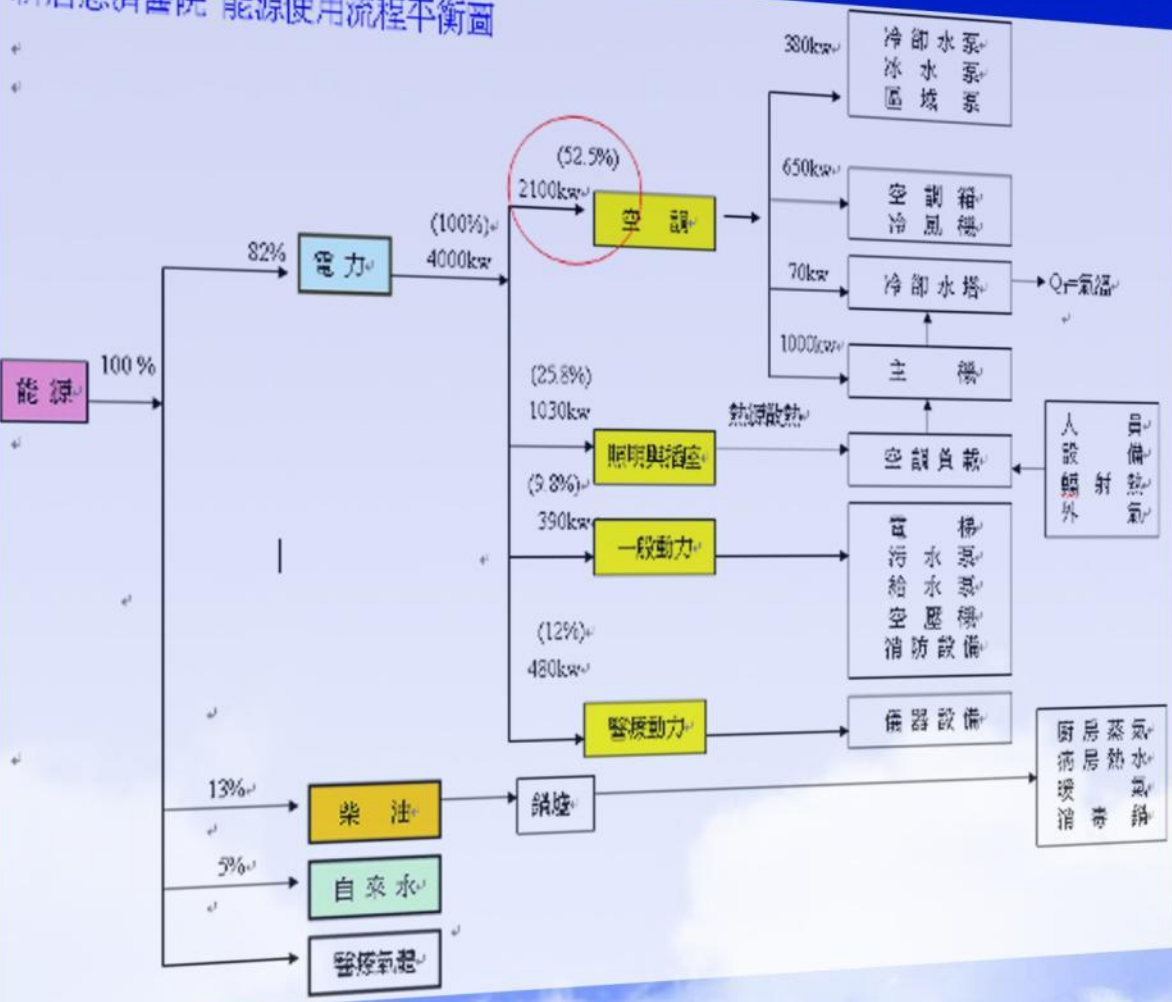 新店慈濟醫院 能源使用流程平衡圖
380kw
冷卻水泵
冰水泵
區域泵
(52.5%)
2100kw
空調
650kw
空調箱
冷風機
(100%)
4000kw
82%
電力
70kw
冷卻水塔
1000kw
主機
100 %
能源
(25.8%)
1030kw
照明與插座
熱源散熱
空調負載
人員
設備
輻射熱
外氣
(9.8%)
390kw
一般動力
電梯
污水泵
給水泵
空壓機
消防設備
(12%)
480kw
醫療動力
儀器設備
廚房蒸氣
病房熱水
暖氣
消毒鍋
13%
柴油
鍋爐
5%
自來水
醫療氣體